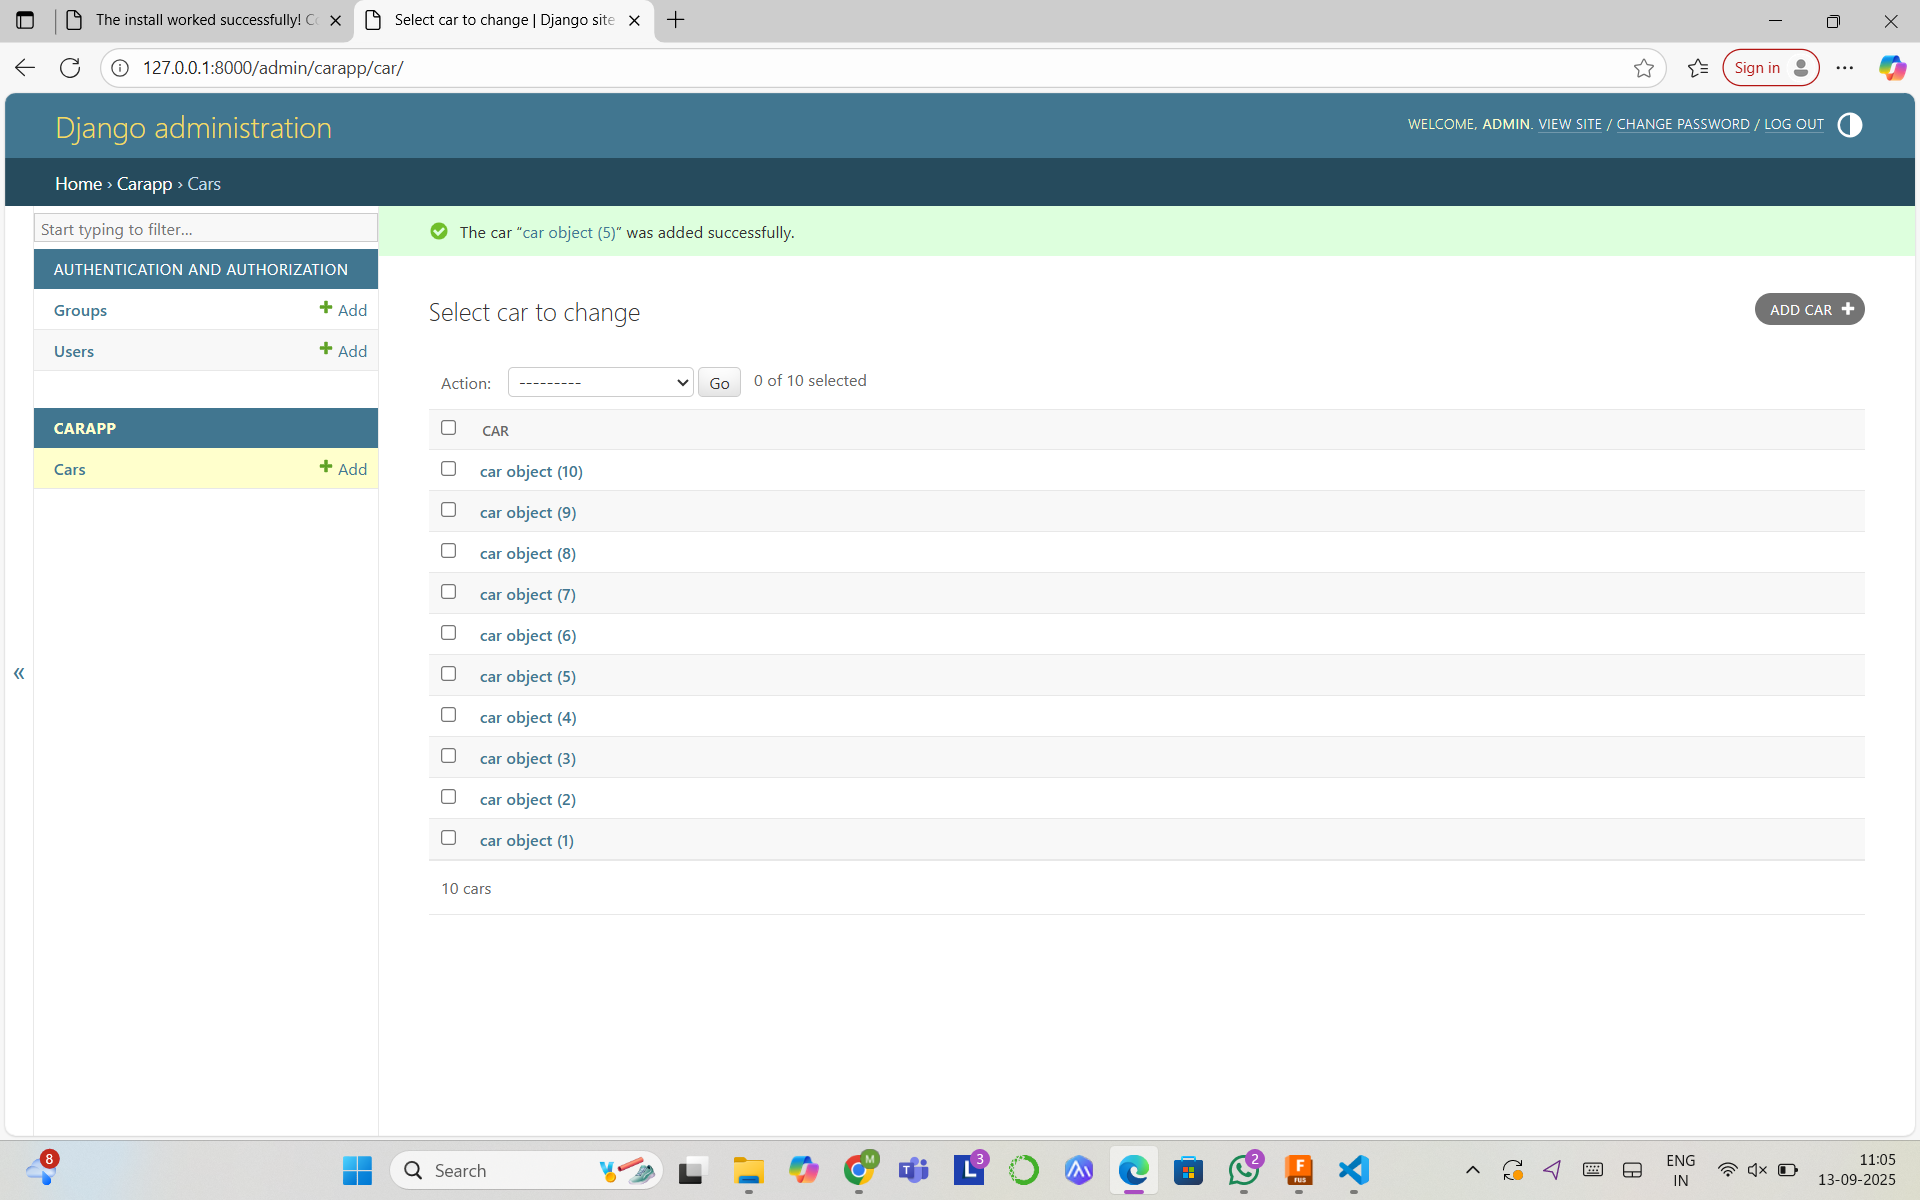 The install worked successfully! Co
Select car to change | Django site
127.0.0.1:8000/admin/carapp/car/
Sign in
Django administration
WELCOME, ADMIN. VIEW SITE / CHANGE PASSWORD / LOG OUT
Home › Carapp › Cars
Start typing to filter...
The car “car object (5)” was added successfully.
AUTHENTICATION AND AUTHORIZATION
Groups
Add
Users
Add
CARAPP
Cars
Add
«
Select car to change
ADD CAR
Action:
---------
Go
0 of 10 selected
CAR
car object (10)
car object (9)
car object (8)
car object (7)
car object (6)
car object (5)
car object (4)
car object (3)
car object (2)
car object (1)
10 cars
8
Search
M
T
L
3
2
F
FUS
ENG
IN
11:05
13-09-2025